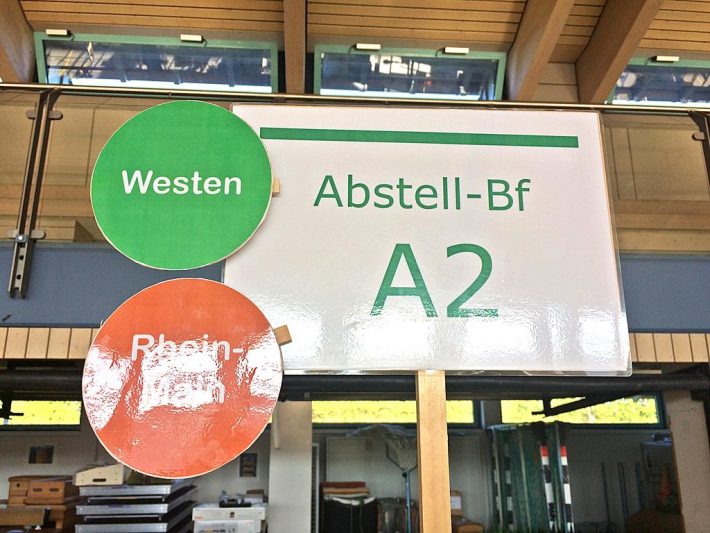 Westen
Abstell-Bf
A2
Rhein-
Main